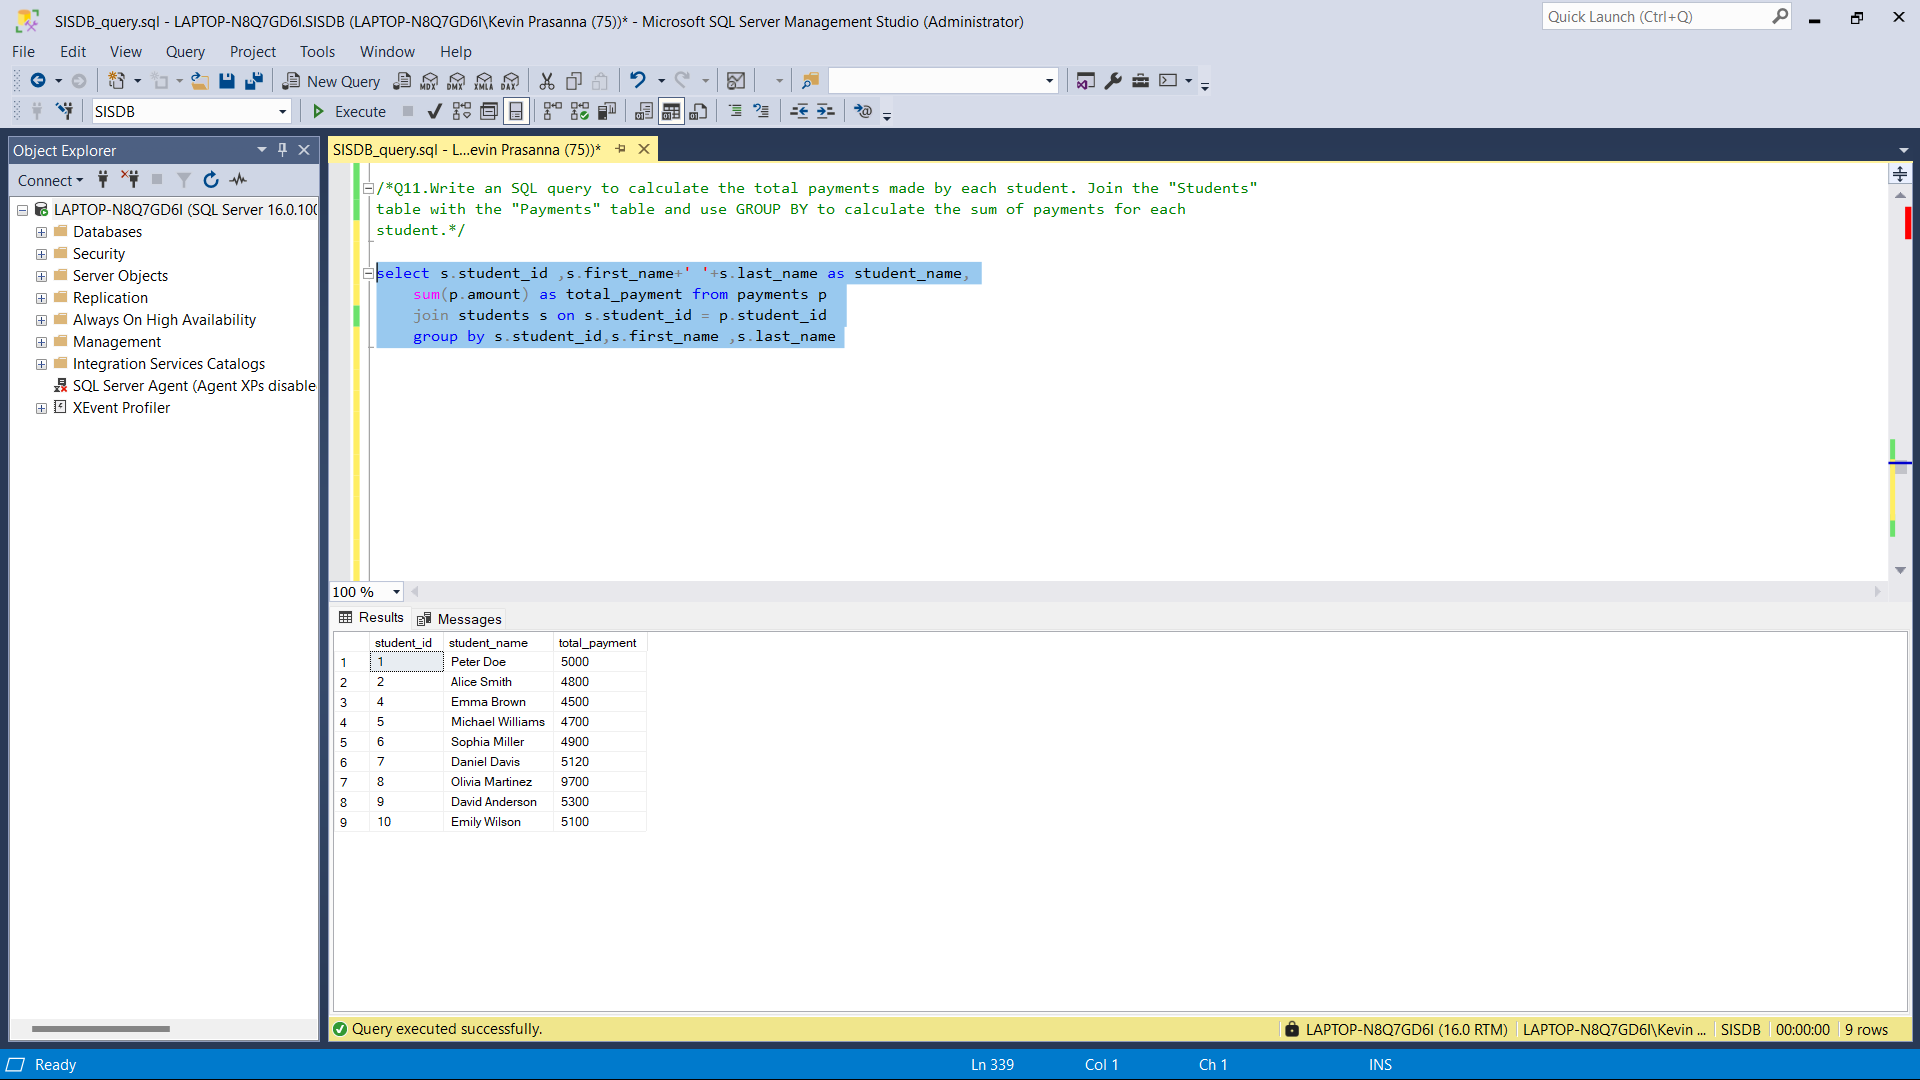 SISDB_query.sql - LAPTOP-N8Q7GD6I.SISDB (LAPTOP-N8Q7GD6I\Kevin Prasanna (75))* - Microsoft SQL Server Management Studio (Administrator)
Quick Launch (Ctrl+Q)
File Edit View Query Project Tools Window Help
New Query MDX DMX XMLA DAX
SISDB Execute
Object Explorer
SISDB_query.sql - L...evin Prasanna (75))*
Connect
LAPTOP-N8Q7GD6I (SQL Server 16.0.100
Databases
Security
Server Objects
Replication
Always On High Availability
Management
Integration Services Catalogs
SQL Server Agent (Agent XPs disable
XEvent Profiler
/*Q11.Write an SQL query to calculate the total payments made by each student. Join the "Students"
table with the "Payments" table and use GROUP BY to calculate the sum of payments for each
student.*/
select s.student_id ,s.first_name+' '+s.last_name as student_name,
sum(p.amount) as total_payment from payments p
join students s on s.student_id = p.student_id
group by s.student_id,s.first_name ,s.last_name
100 %
Results Messages
student_id student_name total_payment
1 1 Peter Doe 5000
2 2 Alice Smith 4800
3 4 Emma Brown 4500
4 5 Michael Williams 4700
5 6 Sophia Miller 4900
6 7 Daniel Davis 5120
7 8 Olivia Martinez 9700
8 9 David Anderson 5300
9 10 Emily Wilson 5100
Query executed successfully. LAPTOP-N8Q7GD6I (16.0 RTM) LAPTOP-N8Q7GD6I\Kevin ... SISDB 00:00:00 9 rows
Ready Ln 339 Col 1 Ch 1 INS